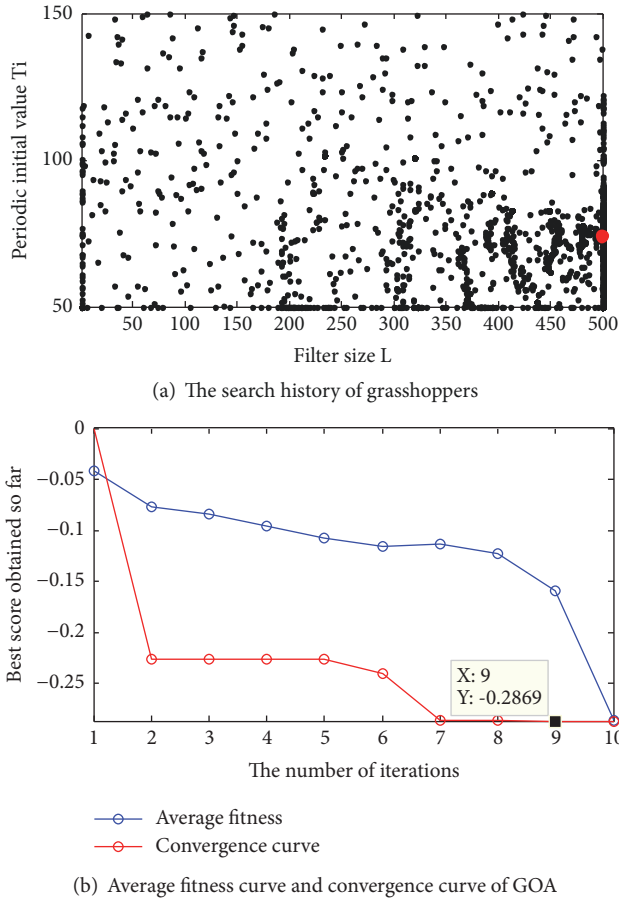 150
100
50
Periodic initial value Ti
50 100 150 200 250 300 350 400 450 500
Filter size L
(a) The search history of grasshoppers
0
−0.05
−0.1
−0.15
−0.2
−0.25
Best score obtained so far
X: 9
Y: -0.2869
1 2 3 4 5 6 7 8 9 10
The number of iterations
Average fitness
Convergence curve
(b) Average fitness curve and convergence curve of GOA